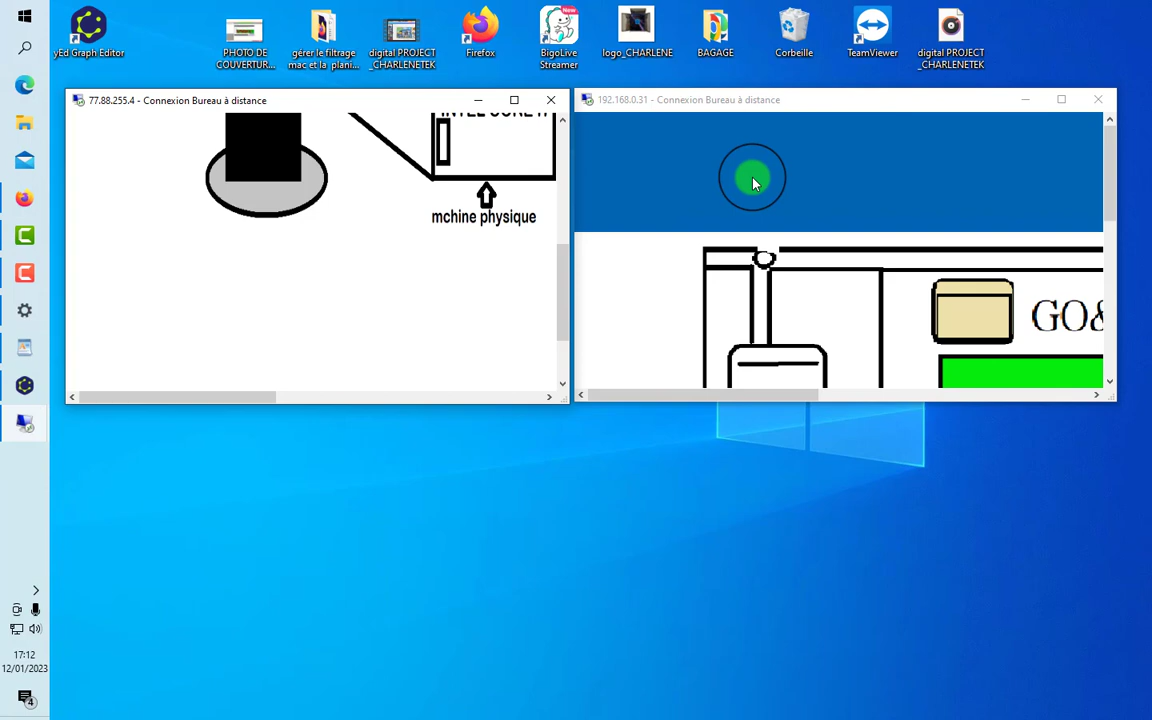 yEd Graph Editor
PHOTO DE
COUVERTUR...
gérer le filtrage
mac et la plani...
digital PROJECT
_CHARLENETEK
Firefox
BigoLive
Streamer
New
logo_CHARLENE
BAGAGE
Corbeille
TeamViewer
digital PROJECT
_CHARLENETEK
77.88.255.4 - Connexion Bureau à distance
mchine physique
192.168.0.31 - Connexion Bureau à distance
GO&
17:12
12/01/2023
4